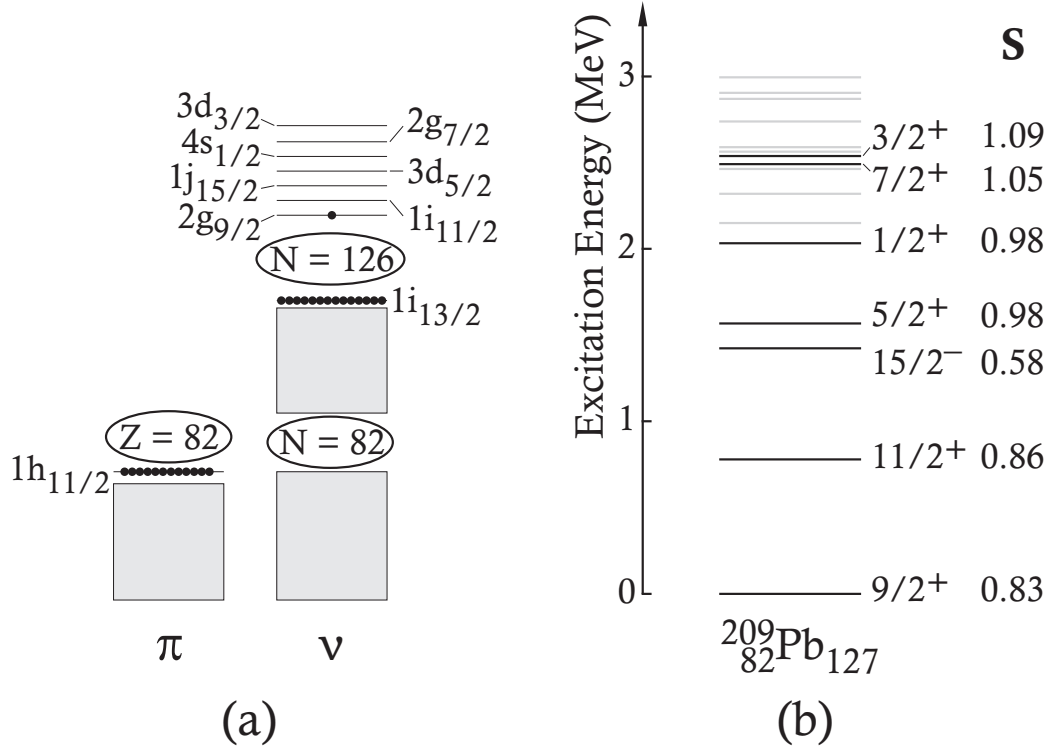 3d3/2
2g7/2
4s1/2
3d5/2
1j15/2
2g9/2
1i11/2
N = 126
1i13/2
Z = 82
N = 82
1h11/2
π
ν
(a)
Excitation Energy (MeV)
S
3
3/2+ 1.09
7/2+ 1.05
2
1/2+ 0.98
5/2+ 0.98
15/2− 0.58
1
11/2+ 0.86
0
9/2+ 0.83
209 82 Pb 127
(b)